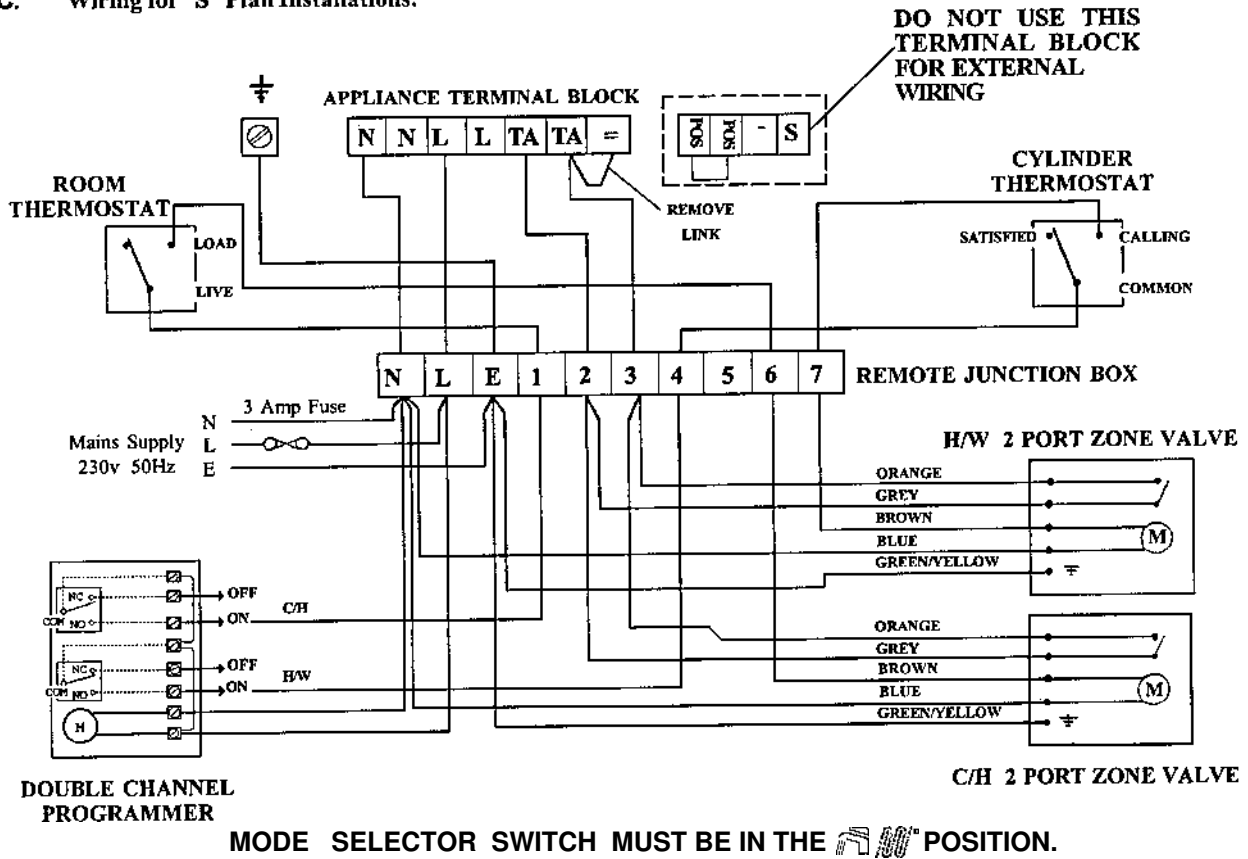 C. Wiring for "S" Plan Installations.
DO NOT USE THIS
TERMINAL BLOCK
FOR EXTERNAL
WIRING
APPLIANCE TERMINAL BLOCK
N N L L TA TA =
POS POS - S
REMOVE
LINK
ROOM
THERMOSTAT
LOAD
LIVE
CYLINDER
THERMOSTAT
SATISFIED
CALLING
COMMON
N L E 1 2 3 4 5 6 7
REMOTE JUNCTION BOX
3 Amp Fuse
N
Mains Supply L
230v 50Hz E
H/W 2 PORT ZONE VALVE
ORANGE
GREY
BROWN
BLUE
GREEN/YELLOW
M
NC
COM NO
OFF
ON C/H
NC
COM NO
OFF
ON H/W
H
ORANGE
GREY
BROWN
BLUE
GREEN/YELLOW
M
C/H 2 PORT ZONE VALVE
DOUBLE CHANNEL
PROGRAMMER
MODE SELECTOR SWITCH MUST BE IN THE POSITION.